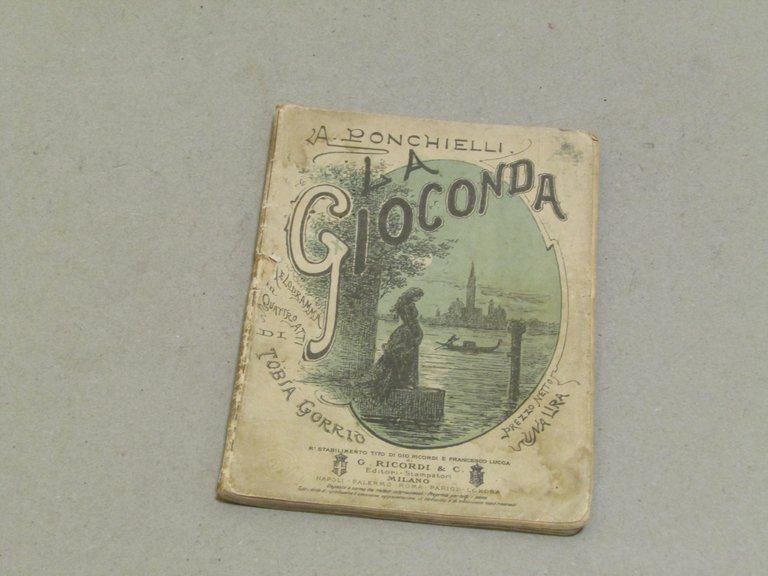 A. PONCHIELLI.
LA
GIOCONDA
MELODRAMMA
in
QUATTRO ATTI
DI
TOBIA GORRIO
PREZZO NETTO
UNA LIRA
R° STABILIMENTO TITO DI GIO. RICORDI E FRANCESCO LUCCA
DI
G. RICORDI & C.
Editori-Stampatori
MILANO
NAPOLI - PALERMO - ROMA - PARIGI - LONDRA